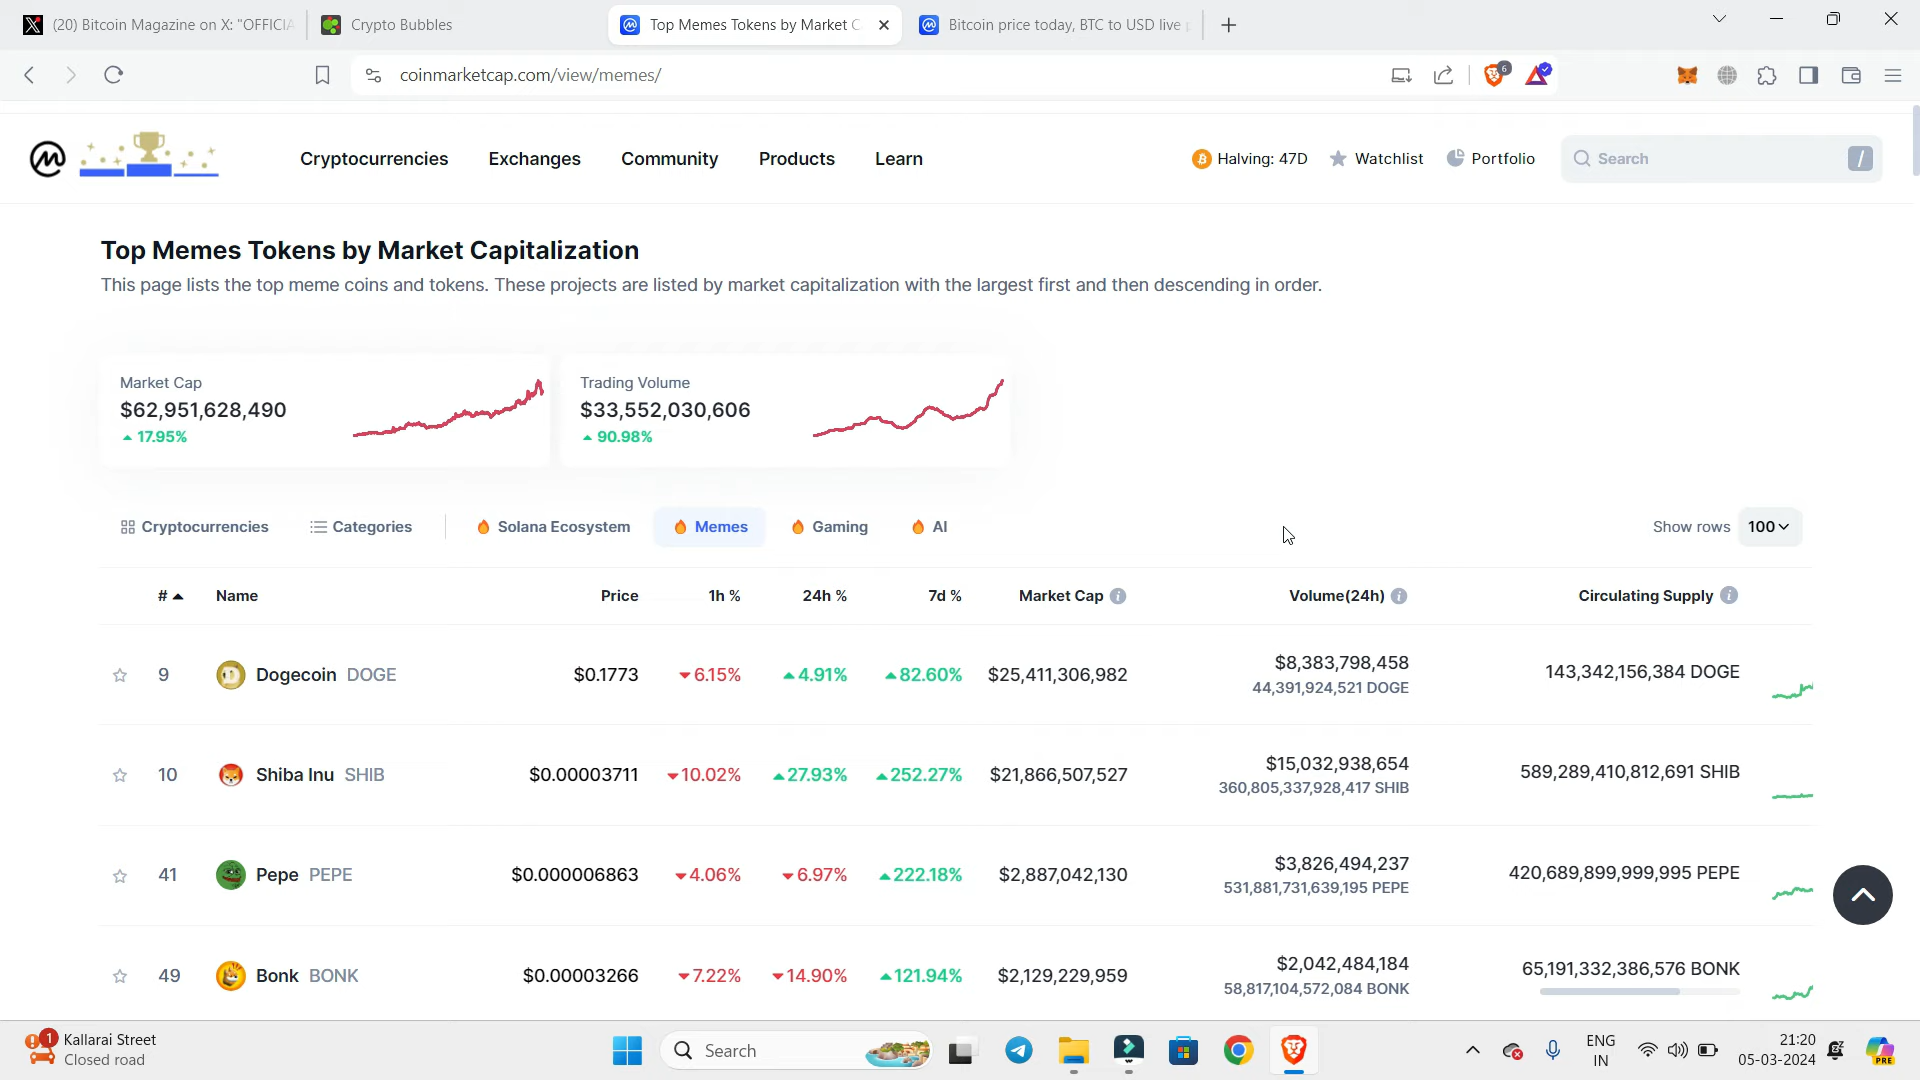 (20) Bitcoin Magazine on X: "OFFICIA
Crypto Bubbles
Top Memes Tokens by Market C
Bitcoin price today, BTC to USD live p
coinmarketcap.com/view/memes/
6
Cryptocurrencies
Exchanges
Community
Products
Learn
Halving: 47D
Watchlist
Portfolio
Search
/
Top Memes Tokens by Market Capitalization
This page lists the top meme coins and tokens. These projects are listed by market capitalization with the largest first and then descending in order.
Market Cap
$62,951,628,490
17.95%
Trading Volume
$33,552,030,606
90.98%
Cryptocurrencies
Categories
Solana Ecosystem
Memes
Gaming
AI
Show rows 100
# Name Price 1h % 24h % 7d % Market Cap Volume(24h) Circulating Supply
9 Dogecoin DOGE $0.1773 6.15% 4.91% 82.60% $25,411,306,982 $8,383,798,458 143,342,156,384 DOGE
44,391,924,521 DOGE
10 Shiba Inu SHIB $0.00003711 10.02% 27.93% 252.27% $21,866,507,527 $15,032,938,654 589,289,410,812,691 SHIB
360,805,337,928,417 SHIB
41 Pepe PEPE $0.000006863 4.06% 6.97% 222.18% $2,887,042,130 $3,826,494,237 420,689,899,999,995 PEPE
531,881,731,639,195 PEPE
49 Bonk BONK $0.00003266 7.22% 14.90% 121.94% $2,129,229,959 $2,042,484,184 65,191,332,386,576 BONK
58,817,104,572,084 BONK
1
Kallarai Street
Closed road
Search
ENG
IN
21:20
05-03-2024
PRE